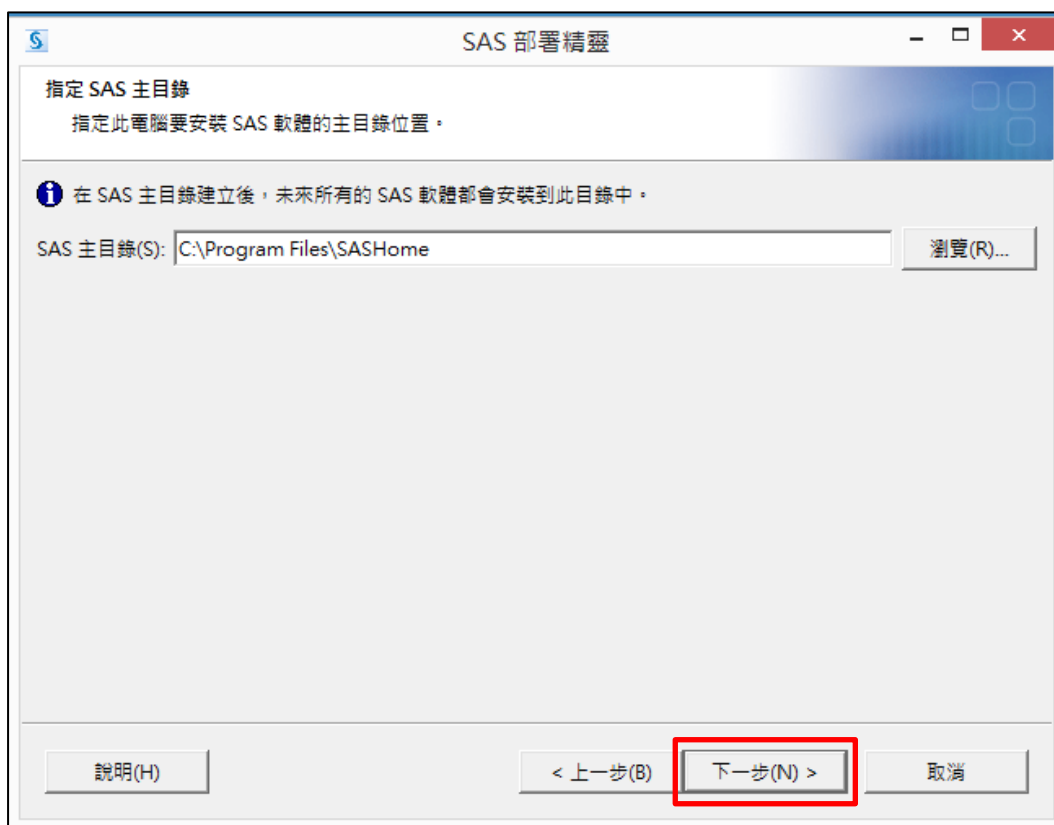 SAS 部署精靈
指定 SAS 主目錄
指定此電腦要安裝 SAS 軟體的主目錄位置。
在 SAS 主目錄建立後，未來所有的 SAS 軟體都會安裝到此目錄中。
SAS 主目錄(S): C:\Program Files\SASHome 瀏覽(R)...
說明(H) < 上一步(B) 下一步(N) > 取消